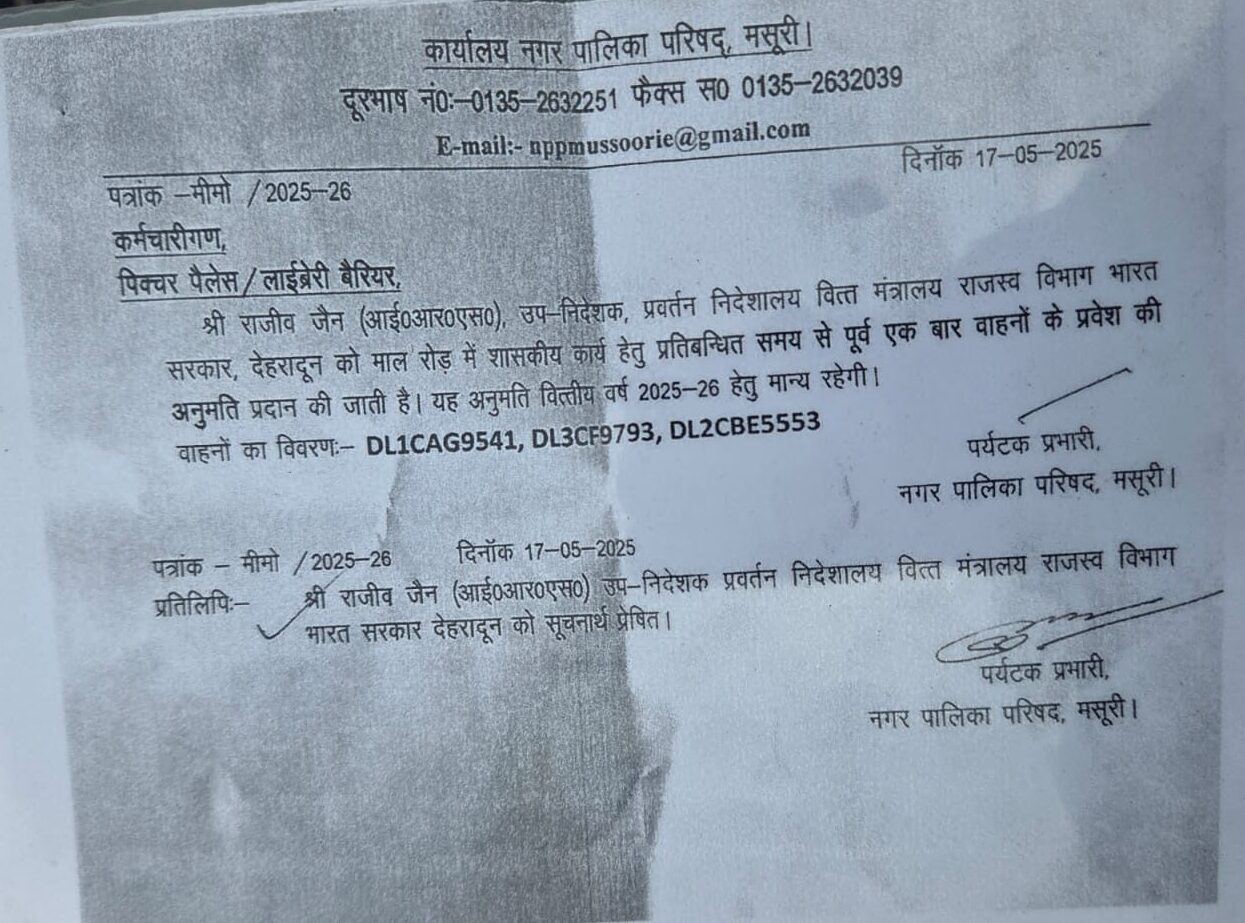 कार्यालय नगर पालिका परिषद्, मसूरी।
दूरभाष नं0:–0135–2632251 फैक्स स0 0135–2632039
E-mail:- nppmussoorie@gmail.com
दिनॉक 17–05–2025
पत्रांक –मीमो /2025–26
कर्मचारीगण,
पिक्चर पैलेस/लाईब्रेरी बैरियर,
श्री राजीव जैन (आई0आर0एस0), उप–निदेशक, प्रवर्तन निदेशालय वित्त मंत्रालय राजस्व विभाग भारत
सरकार, देहरादून को माल रोड़ में शासकीय कार्य हेतु प्रतिबन्धित समय से पूर्व एक बार वाहनों के प्रवेश की
अनुमति प्रदान की जाती है। यह अनुमति वित्तीय वर्ष 2025–26 हेतु मान्य रहेगी।
वाहनों का विवरणः– DL1CAG9541, DL3CF9793, DL2CBE5553
पर्यटक प्रभारी,
नगर पालिका परिषद, मसूरी।
पत्रांक – मीमो /2025–26 दिनॉक 17–05–2025
प्रतिलिपिः– श्री राजीव जैन (आई0आर0एस0) उप–निदेशक प्रवर्तन निदेशालय वित्त मंत्रालय राजस्व विभाग
भारत सरकार देहरादून को सूचनार्थ प्रेषित।
पर्यटक प्रभारी,
नगर पालिका परिषद, मसूरी।